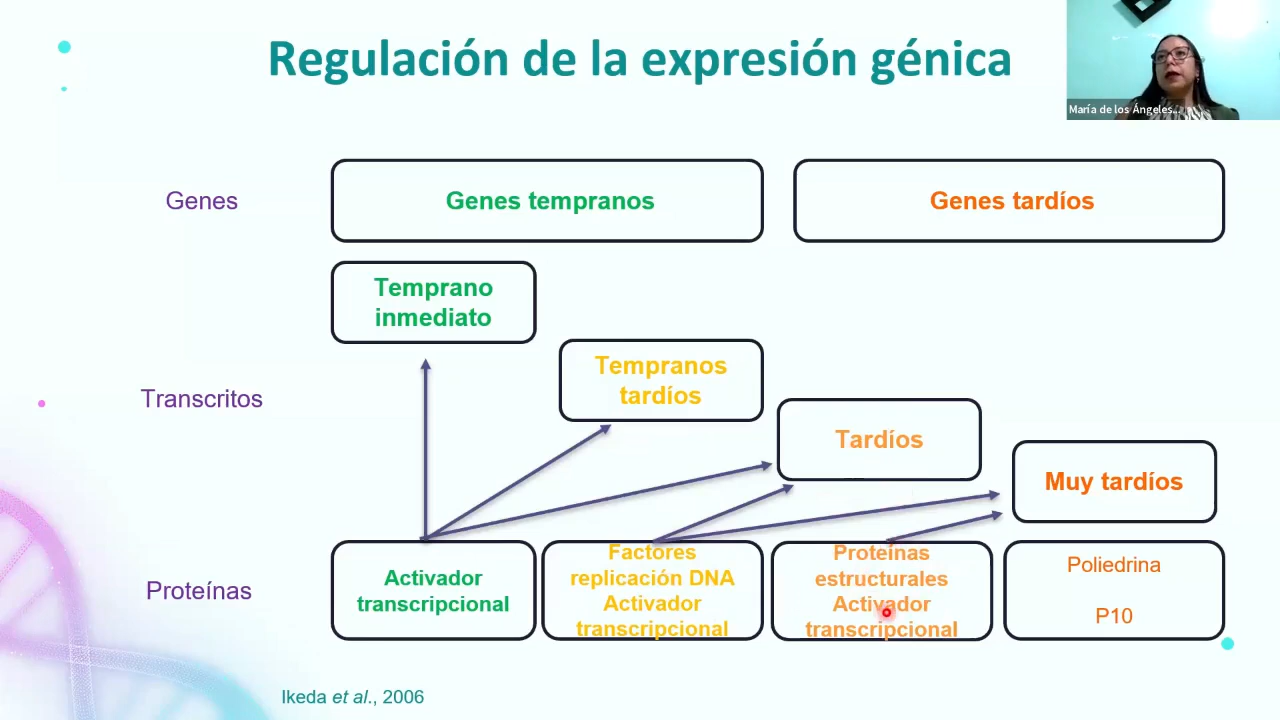 Regulación de la expresión génica
María de los Ángeles...
Genes
Genes tempranos
Genes tardíos
Temprano
inmediato
Tempranos
tardíos
Transcritos
Tardíos
Muy tardíos
Proteínas
Activador
transcripcional
Factores
replicación DNA
Activador
transcripcional
Proteínas
estructurales
Activador
transcripcional
Poliedrina
P10
Ikeda et al., 2006